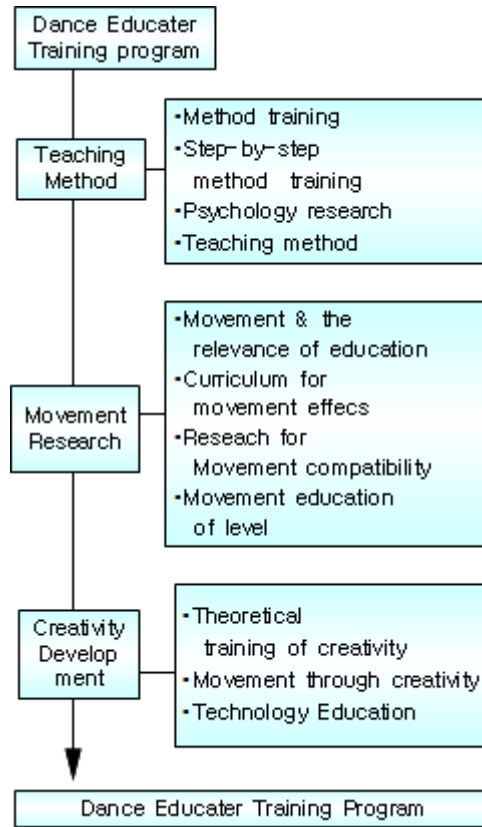 Dance Educater
Training program
Teaching
Method
·Method training
·Step-by-step
method training
·Psychology research
·Teaching method
Movement
Research
·Movement & the
relevance of education
·Curriculum for
movement effecs
·Reseach for
Movement compatibility
·Movement education
of level
Creativity
Develop
ment
·Theoretical
training of creativity
·Movement through creativity
·Technology Education
Dance Educater Training Program